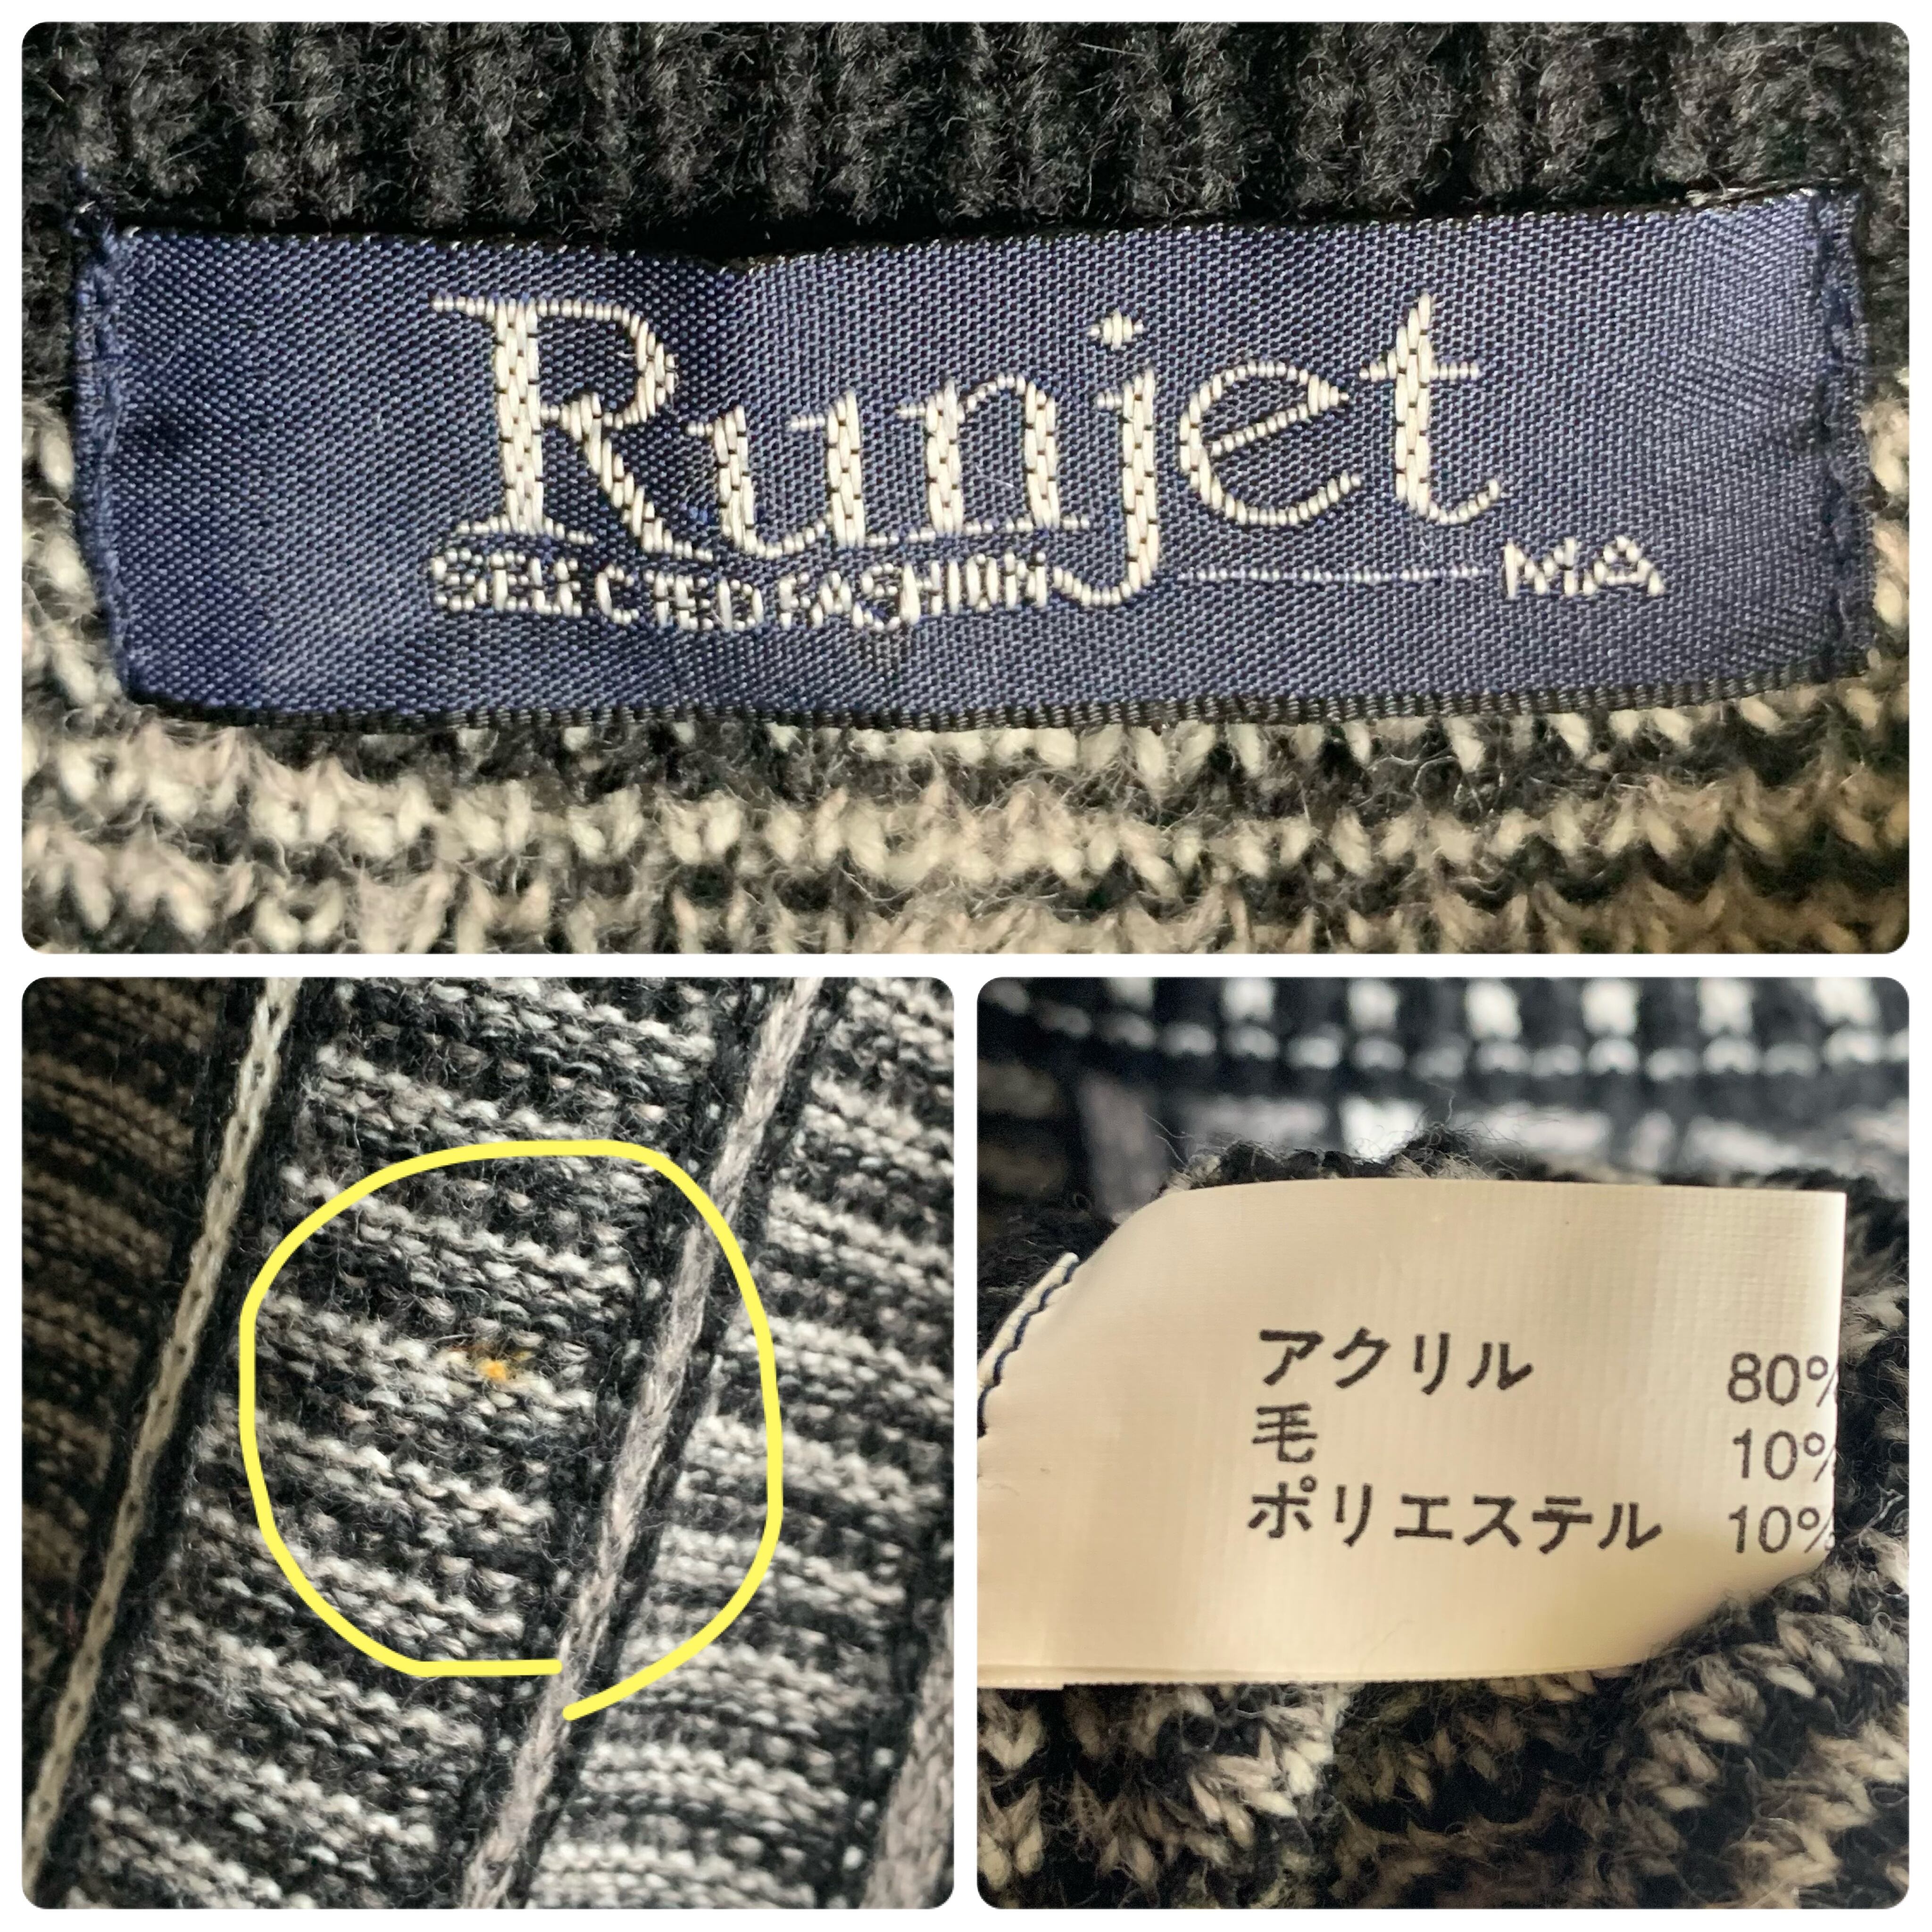 Runjet
SELECTED FASHION MA
アクリル 80%
毛 10%
ポリエステル 10%